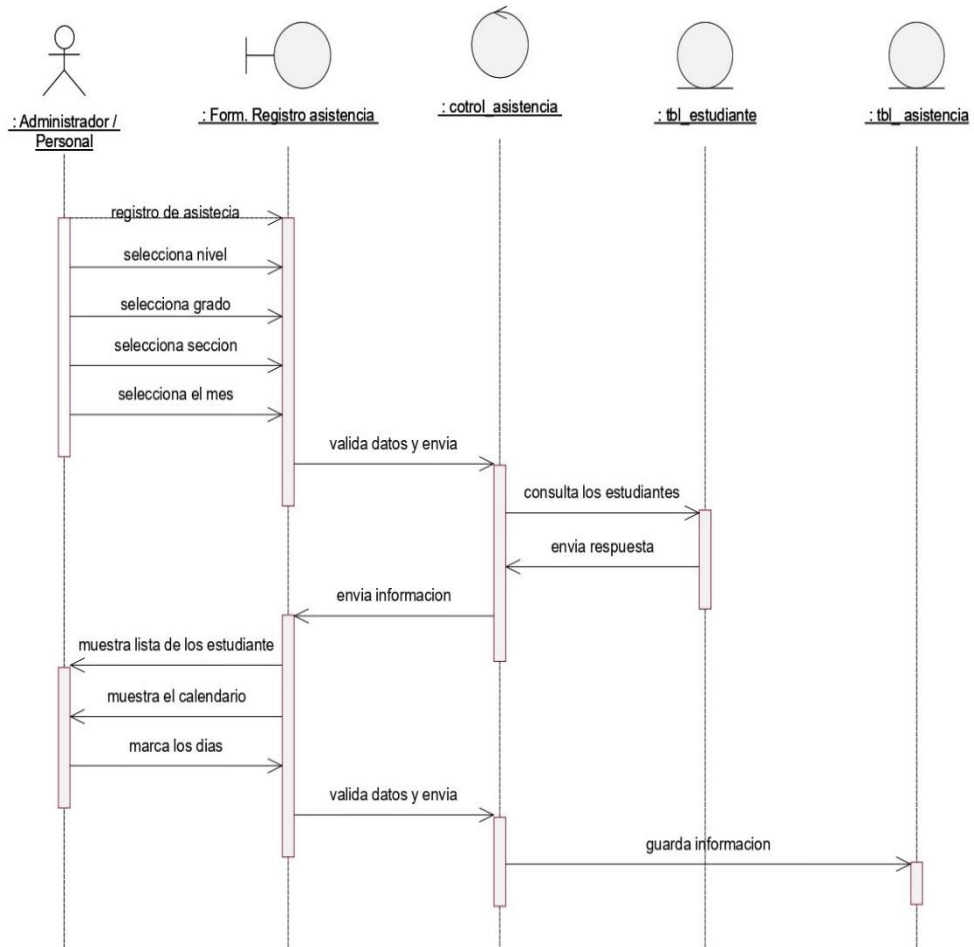 : Administrador /
Personal
: Form. Registro asistencia
: cotrol_asistencia
: tbl_estudiante
: tbl_ asistencia
registro de asistecia
selecciona nivel
selecciona grado
selecciona seccion
selecciona el mes
valida datos y envia
consulta los estudiantes
envia respuesta
envia informacion
muestra lista de los estudiante
muestra el calendario
marca los dias
valida datos y envia
guarda informacion